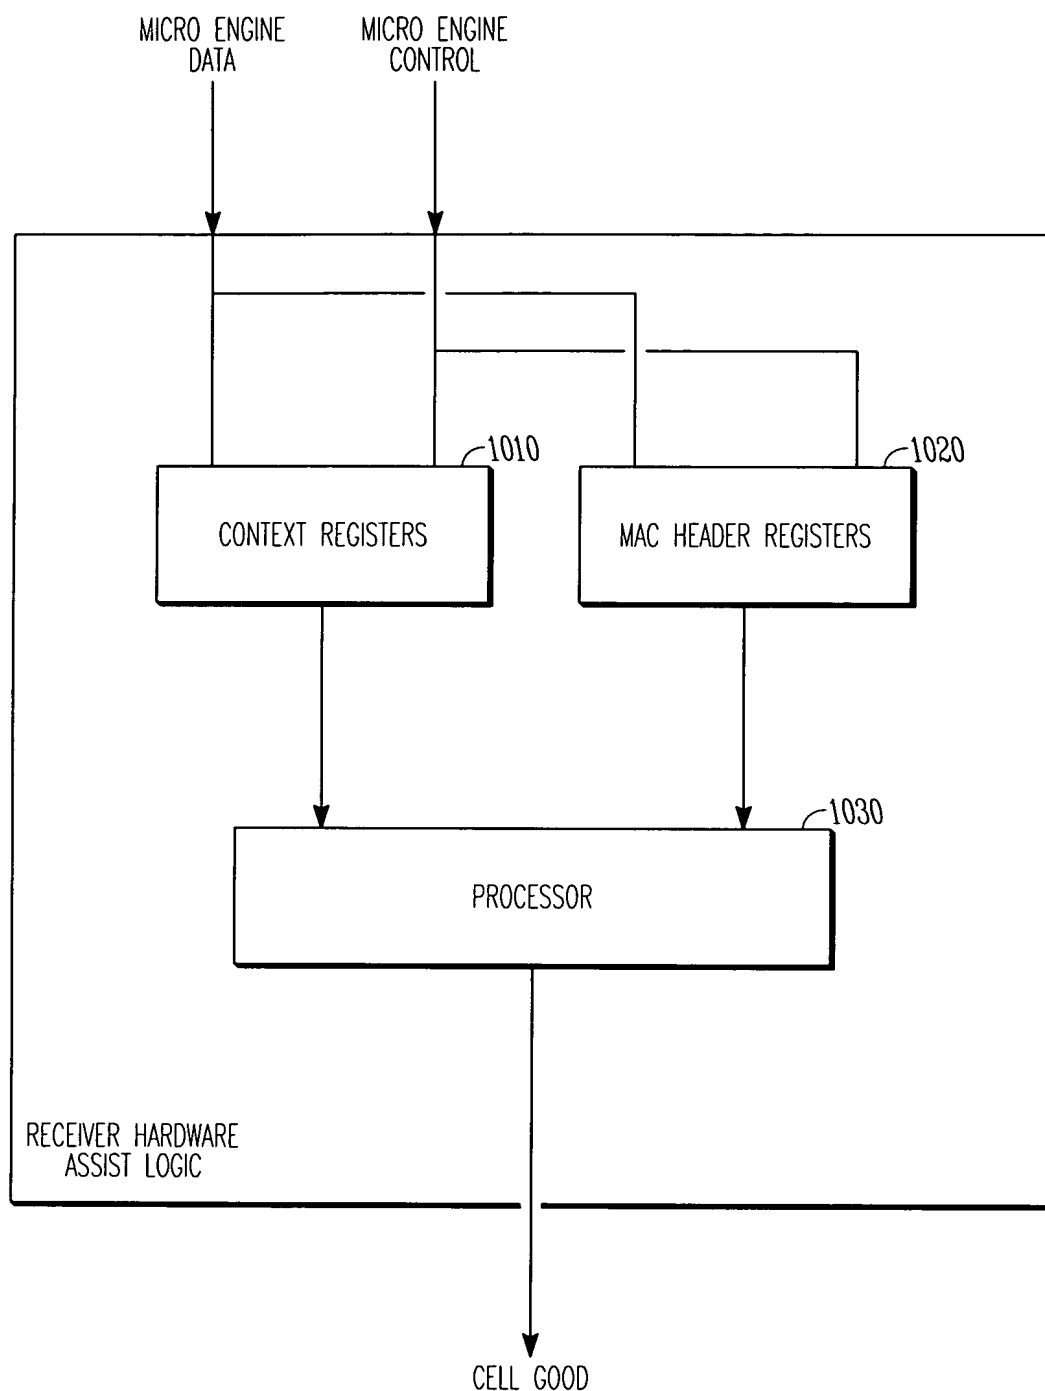 MICRO ENGINE
DATA
MICRO ENGINE
CONTROL
1010
1020
CONTEXT REGISTERS
MAC HEADER REGISTERS
1030
PROCESSOR
RECEIVER HARDWARE
ASSIST LOGIC
CELL GOOD